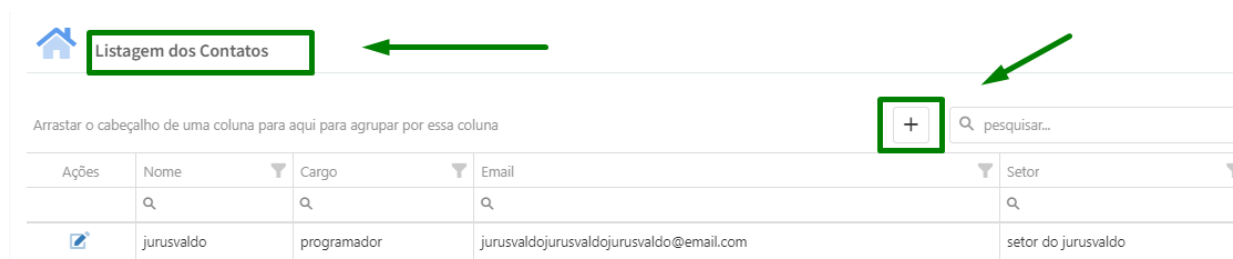 Listagem dos Contatos
Arrastar o cabeçalho de uma coluna para aqui para agrupar por essa coluna
+
pesquisar...
Ações Nome Cargo Email Setor
jurusvaldo programador jurusvaldojurusvaldojurusvaldo@email.com setor do jurusvaldo